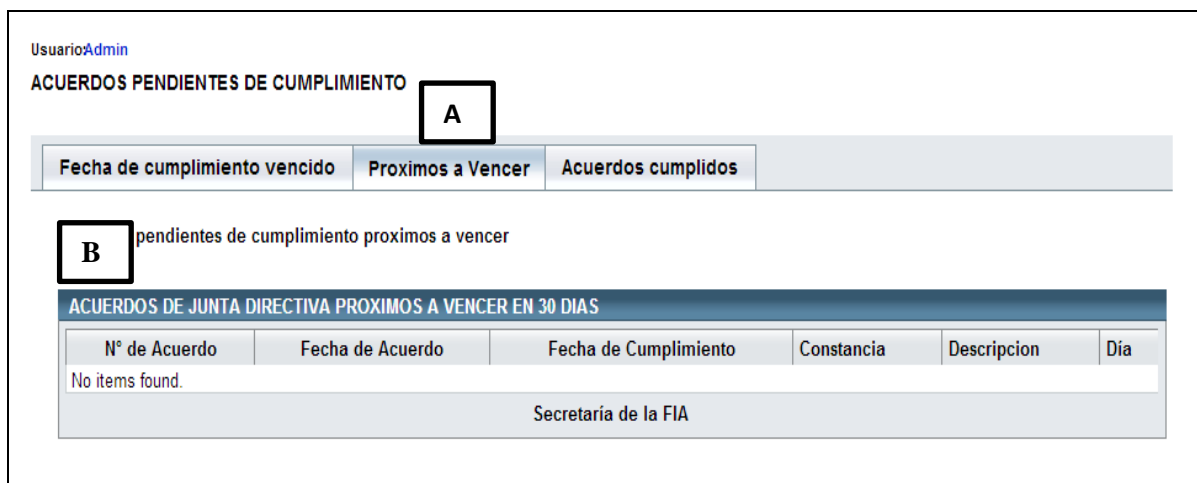 Usuario:Admin
ACUERDOS PENDIENTES DE CUMPLIMIENTO
A
Fecha de cumplimiento vencido Proximos a Vencer Acuerdos cumplidos
B pendientes de cumplimiento proximos a vencer
ACUERDOS DE JUNTA DIRECTIVA PROXIMOS A VENCER EN 30 DIAS
N° de Acuerdo Fecha de Acuerdo Fecha de Cumplimiento Constancia Descripcion Día
No items found.
Secretaría de la FIA